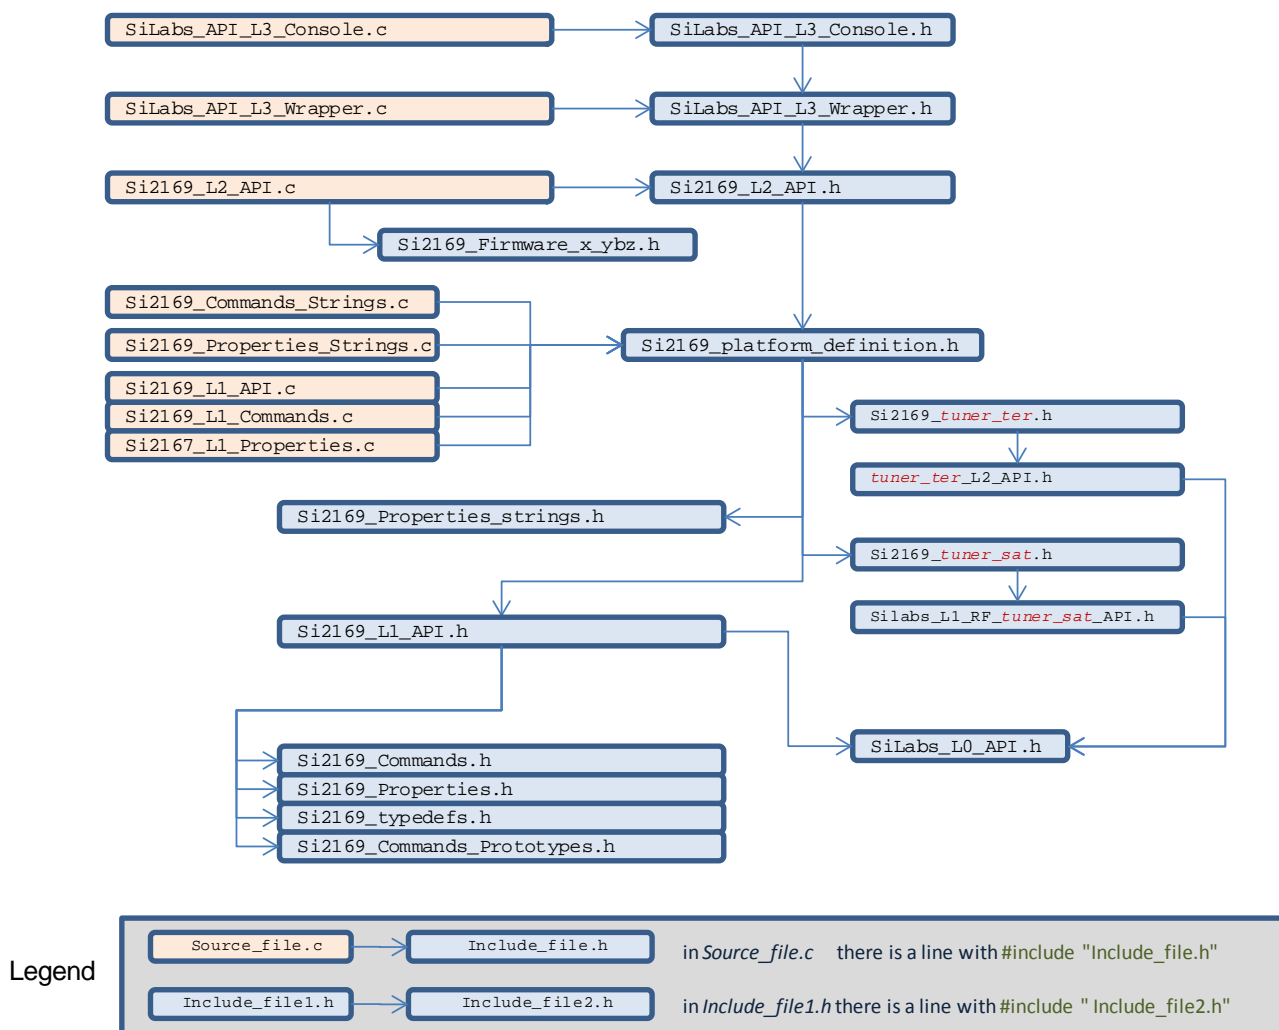 SiLabs_API_L3_Console.c
SiLabs_API_L3_Console.h
SiLabs_API_L3_Wrapper.c
SiLabs_API_L3_Wrapper.h
Si2169_L2_API.c
Si2169_L2_API.h
Si2169_Firmware_x_ybz.h
Si2169_Commands_Strings.c
Si2169_Properties_Strings.c
Si2169_platform_definition.h
Si2169_L1_API.c
Si2169_L1_Commands.c
Si2167_L1_Properties.c
Si2169_tuner_ter.h
tuner_ter_L2_API.h
Si2169_Properties_strings.h
Si2169_tuner_sat.h
Silabs_L1_RF_tuner_sat_API.h
Si2169_L1_API.h
SiLabs_L0_API.h
Si2169_Commands.h
Si2169_Properties.h
Si2169_typedefs.h
Si2169_Commands_Prototypes.h
Legend
Source_file.c
Include_file.h
in Source_file.c there is a line with #include "Include_file.h"
Include_file1.h
Include_file2.h
in Include_file1.h there is a line with #include " Include_file2.h"